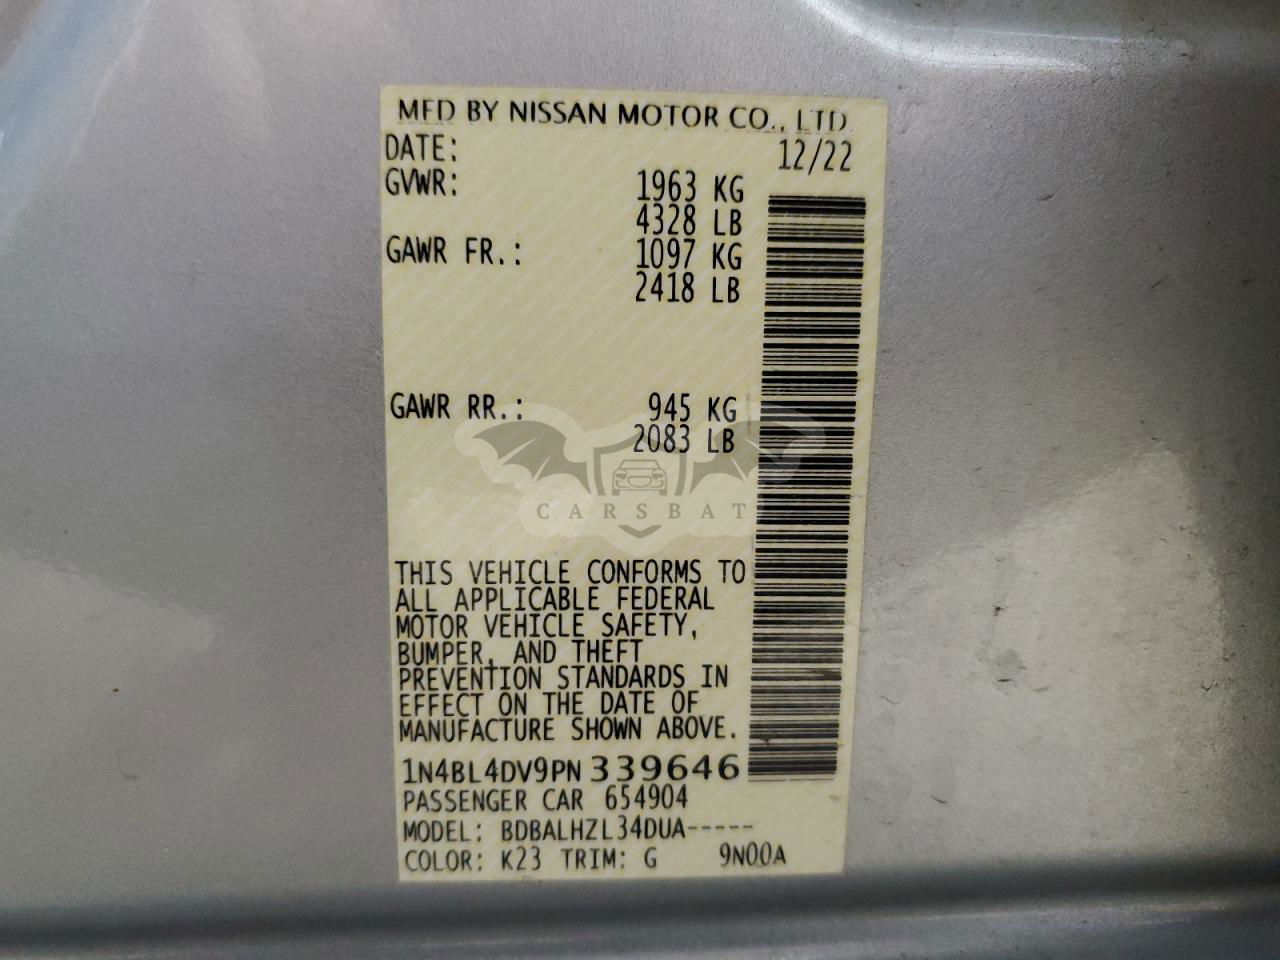 MFD BY NISSAN MOTOR CO., LTD.
DATE: 12/22
GVWR: 1963 KG
4328 LB
GAWR FR.: 1097 KG
2418 LB
GAWR RR.: 945 KG
2083 LB
CARSBAT
THIS VEHICLE CONFORMS TO
ALL APPLICABLE FEDERAL
MOTOR VEHICLE SAFETY,
BUMPER, AND THEFT
PREVENTION STANDARDS IN
EFFECT ON THE DATE OF
MANUFACTURE SHOWN ABOVE.
1N4BL4DV9PN 339646
PASSENGER CAR 654904
MODEL: BDBALHZL34DUA-----
COLOR: K23 TRIM: G 9N00A